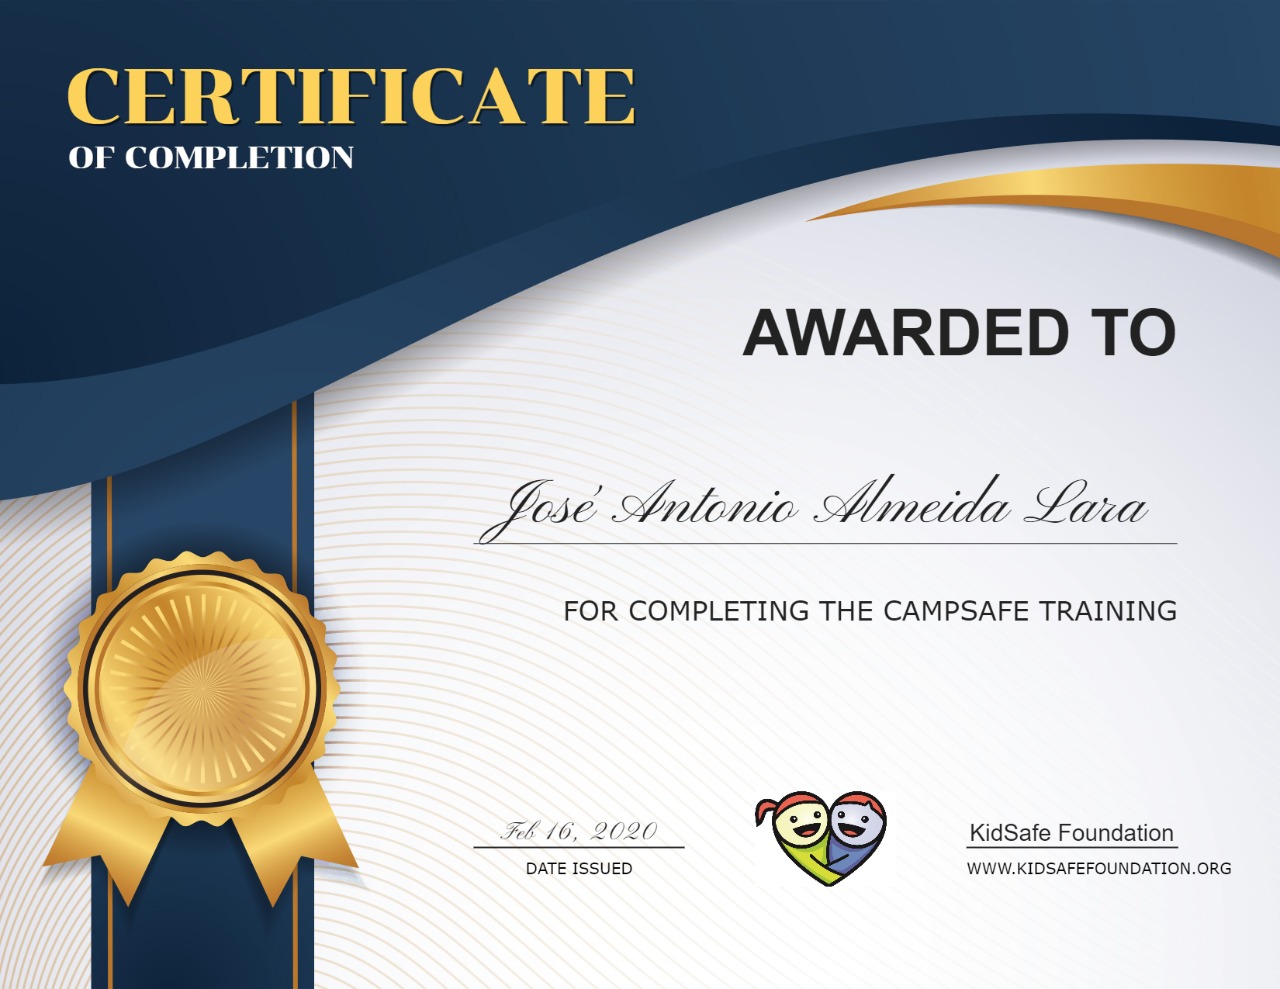 CERTIFICATE
OF COMPLETION
AWARDED TO
José Antonio Almeida Lara
FOR COMPLETING THE CAMPSAFE TRAINING
Feb 16, 2020
DATE ISSUED
KidSafe Foundation
WWW.KIDSAFEFOUNDATION.ORG